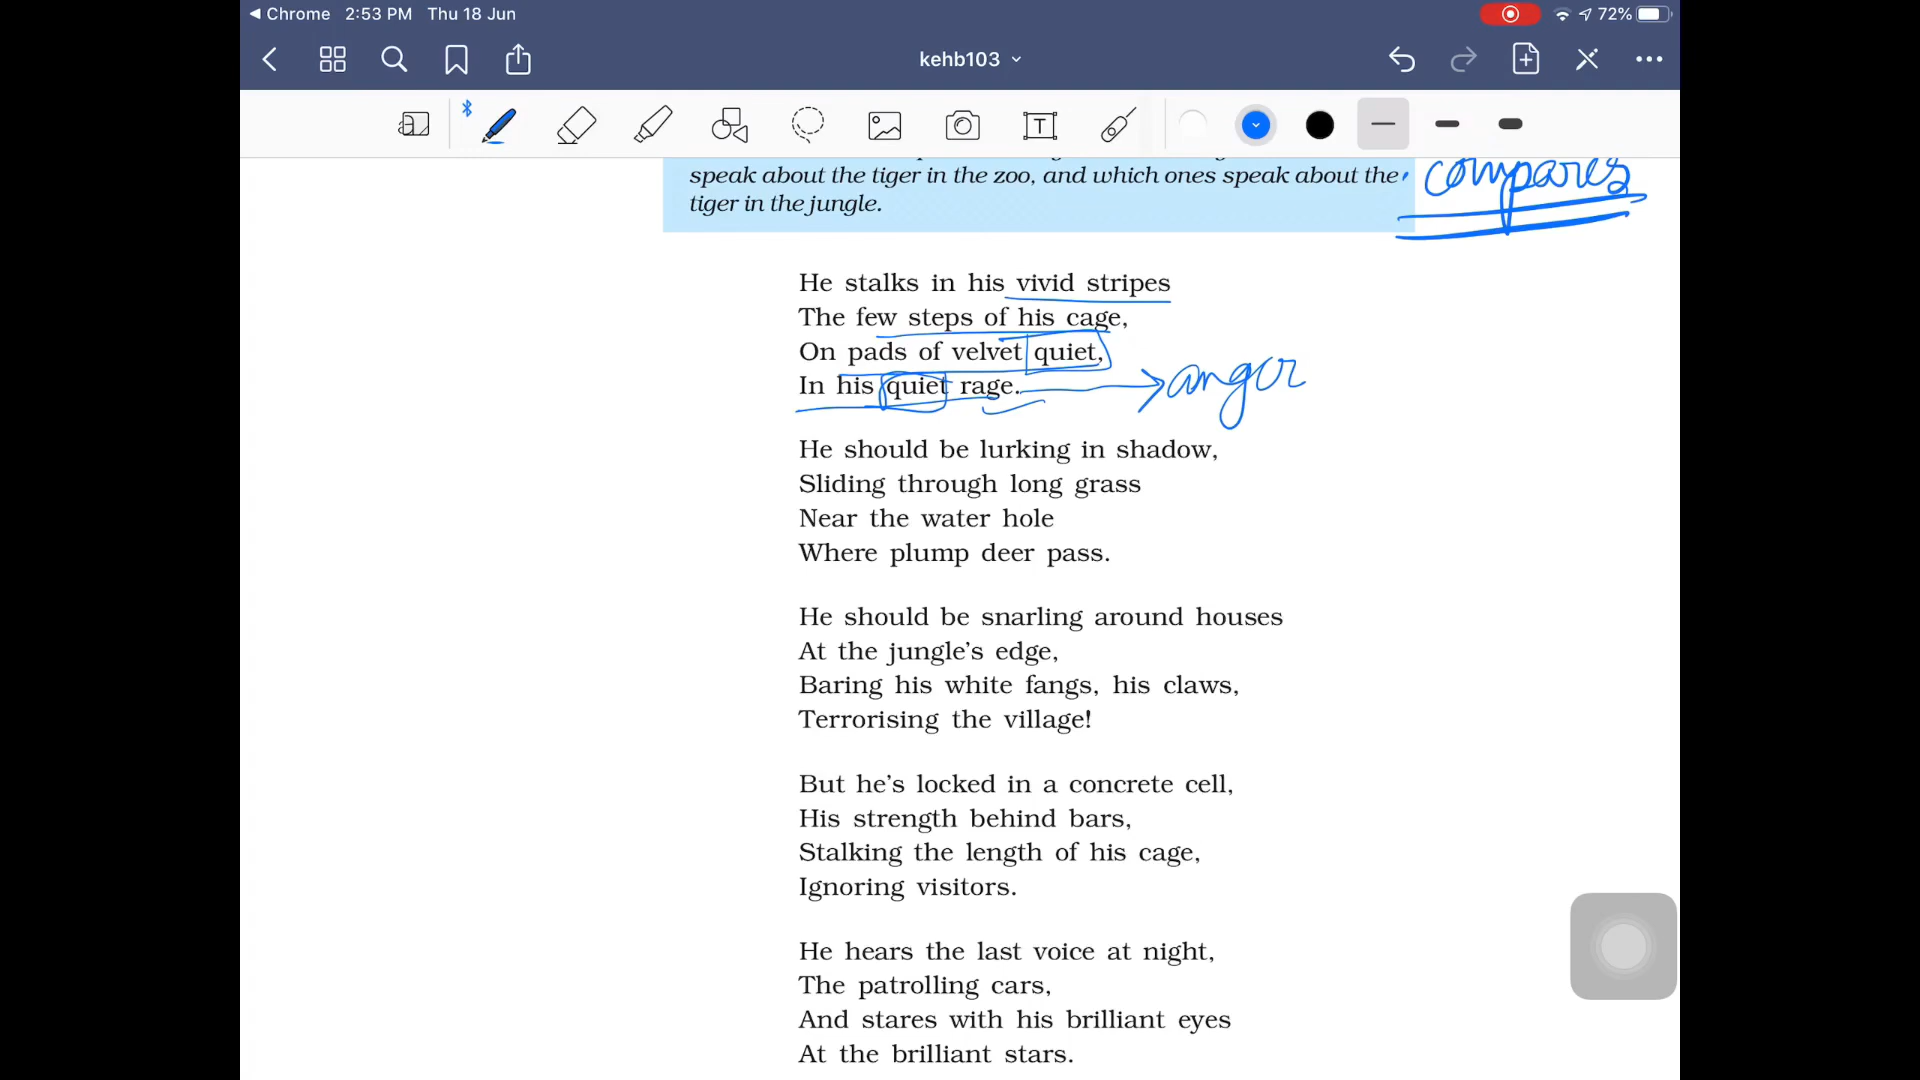 Chrome 2:53 PM Thu 18 Jun
72%
kehb103
a
T
speak about the tiger in the zoo, and which ones speak about the
tiger in the jungle.
compares
He stalks in his vivid stripes
The few steps of his cage,
On pads of velvet quiet,
In his quiet rage.
anger
He should be lurking in shadow,
Sliding through long grass
Near the water hole
Where plump deer pass.
He should be snarling around houses
At the jungle’s edge,
Baring his white fangs, his claws,
Terrorising the village!
But he’s locked in a concrete cell,
His strength behind bars,
Stalking the length of his cage,
Ignoring visitors.
He hears the last voice at night,
The patrolling cars,
And stares with his brilliant eyes
At the brilliant stars.